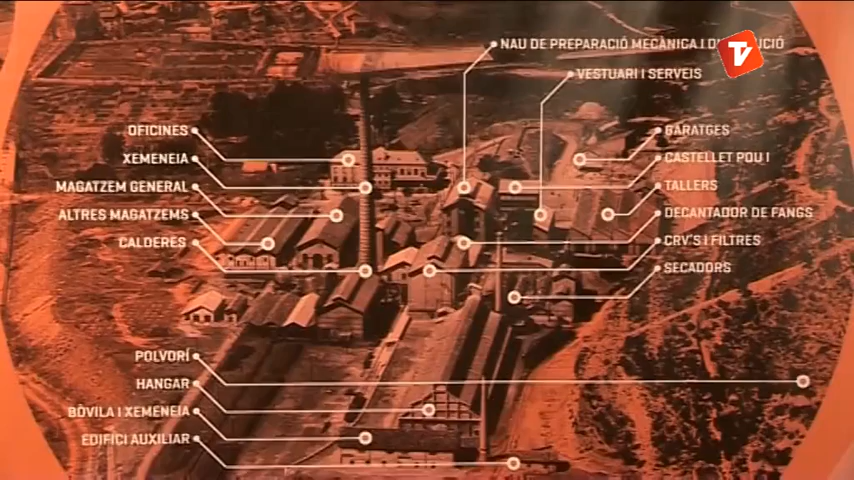 NAU DE PREPARACIÓ MECÀNICA I
VESTUARI I SERVEIS
OFICINES
XEMENEIA
MAGATZEM GENERAL
ALTRES MAGATZEMS
CALDERES
GARATGES
CASTELLET POU I
TALLERS
DECANTADOR DE FANGS
CRV'S I FILTRES
SECADORS
POLVORÍ
HANGAR
BÒVILA I XEMENEIA
EDIFICI AUXILIAR
TV